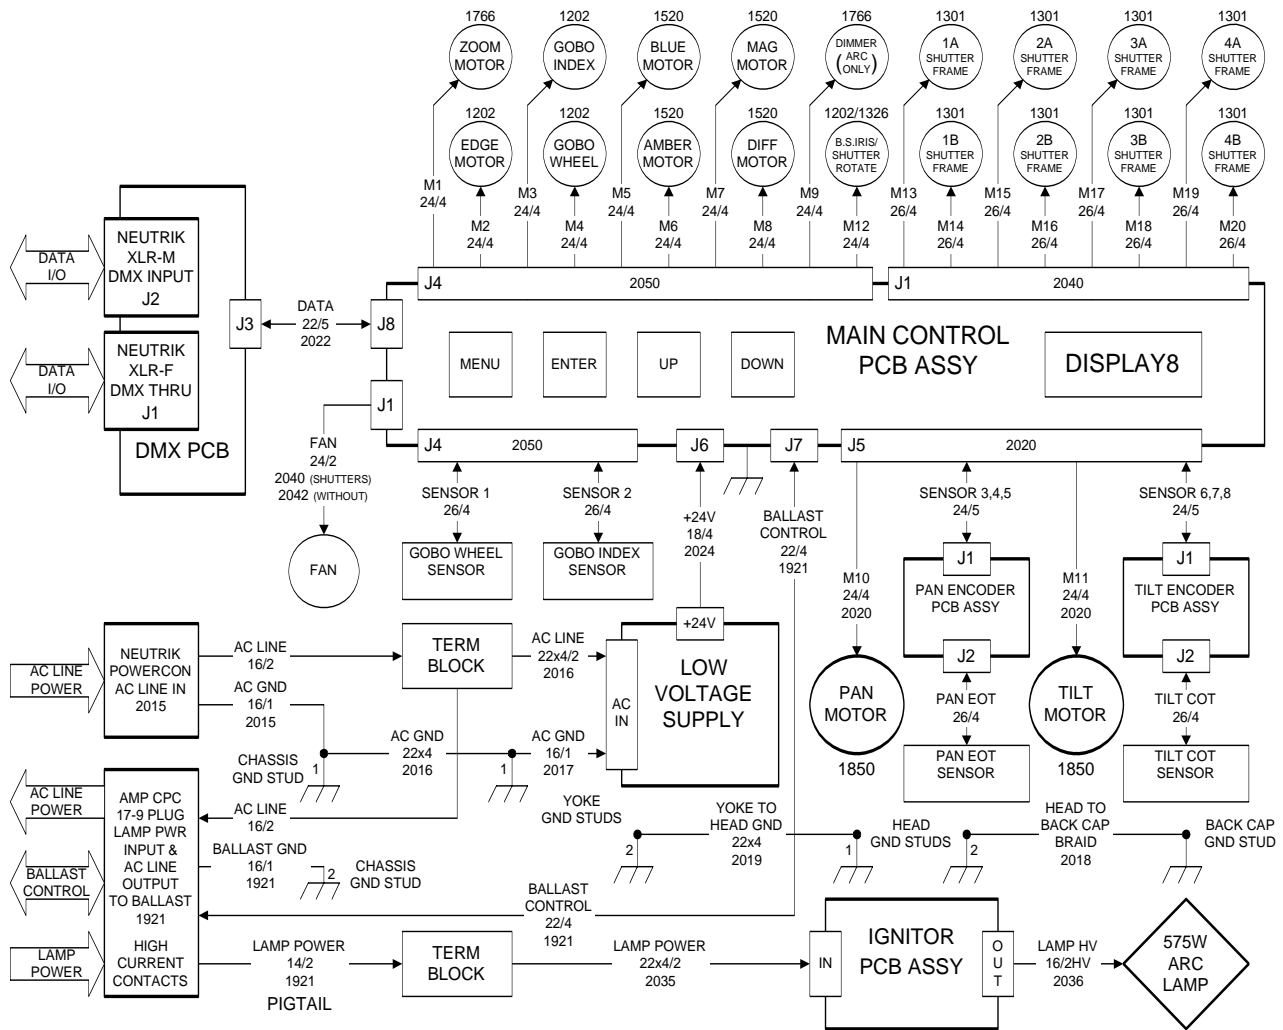 1766
ZOOM
MOTOR
1202
GOBO
INDEX
1520
BLUE
MOTOR
1520
MAG
MOTOR
1766
DIMMER
(ARC
ONLY)
1301
1A
SHUTTER
FRAME
1301
2A
SHUTTER
FRAME
1301
3A
SHUTTER
FRAME
1301
4A
SHUTTER
FRAME
1202
EDGE
MOTOR
1202
GOBO
WHEEL
1520
AMBER
MOTOR
1520
DIFF
MOTOR
1202/1326
B.S.IRIS/
SHUTTER
ROTATE
1301
1B
SHUTTER
FRAME
1301
2B
SHUTTER
FRAME
1301
3B
SHUTTER
FRAME
1301
4B
SHUTTER
FRAME
M1
24/4
M3
24/4
M5
24/4
M7
24/4
M9
24/4
M13
26/4
M15
26/4
M17
26/4
M19
26/4
M2
24/4
M4
24/4
M6
24/4
M8
24/4
M12
24/4
M14
26/4
M16
26/4
M18
26/4
M20
26/4
DATA
I/O
NEUTRIK
XLR-M
DMX INPUT
J2
DATA
I/O
NEUTRIK
XLR-F
DMX THRU
J1
DMX PCB
J3
DATA
22/5
2022
J8
J1
J4
2050
J1
2040
MENU
ENTER
UP
DOWN
MAIN CONTROL
PCB ASSY
DISPLAY8
J4
2050
J6
J7
J5
2020
FAN
24/2
2040 (SHUTTERS)
2042 (WITHOUT)
FAN
SENSOR 1
26/4
GOBO WHEEL
SENSOR
SENSOR 2
26/4
GOBO INDEX
SENSOR
+24V
18/4
2024
BALLAST
CONTROL
22/4
1921
M10
24/4
2020
PAN
MOTOR
1850
SENSOR 3,4,5
24/5
J1
PAN ENCODER
PCB ASSY
J2
PAN EOT
26/4
PAN EOT
SENSOR
M11
24/4
2020
TILT
MOTOR
1850
SENSOR 6,7,8
24/5
J1
TILT ENCODER
PCB ASSY
J2
TILT COT
26/4
TILT COT
SENSOR
AC LINE
POWER
NEUTRIK
POWERCON
AC LINE IN
2015
AC LINE
16/2
AC GND
16/1
2015
TERM
BLOCK
AC LINE
22x4/2
2016
+24V
AC
IN
LOW
VOLTAGE
SUPPLY
CHASSIS
GND STUD
1
AC GND
22x4
2016
1
AC GND
16/1
2017
YOKE
GND STUDS
AC LINE
POWER
BALLAST
CONTROL
LAMP
POWER
AMP CPC
17-9 PLUG
LAMP PWR
INPUT &
AC LINE
OUTPUT
TO BALLAST
1921
HIGH
CURRENT
CONTACTS
AC LINE
16/2
BALLAST GND
16/1
1921
2
CHASSIS
GND STUD
2
YOKE TO
HEAD GND
22x4
2019
1
HEAD
GND STUDS
2
HEAD TO
BACK CAP
BRAID
2018
1
BACK CAP
GND STUD
BALLAST
CONTROL
22/4
1921
LAMP POWER
14/2
1921
PIGTAIL
TERM
BLOCK
LAMP POWER
22x4/2
2035
IN
IGNITOR
PCB ASSY
O
U
T
LAMP HV
16/2HV
2036
575W
ARC
LAMP